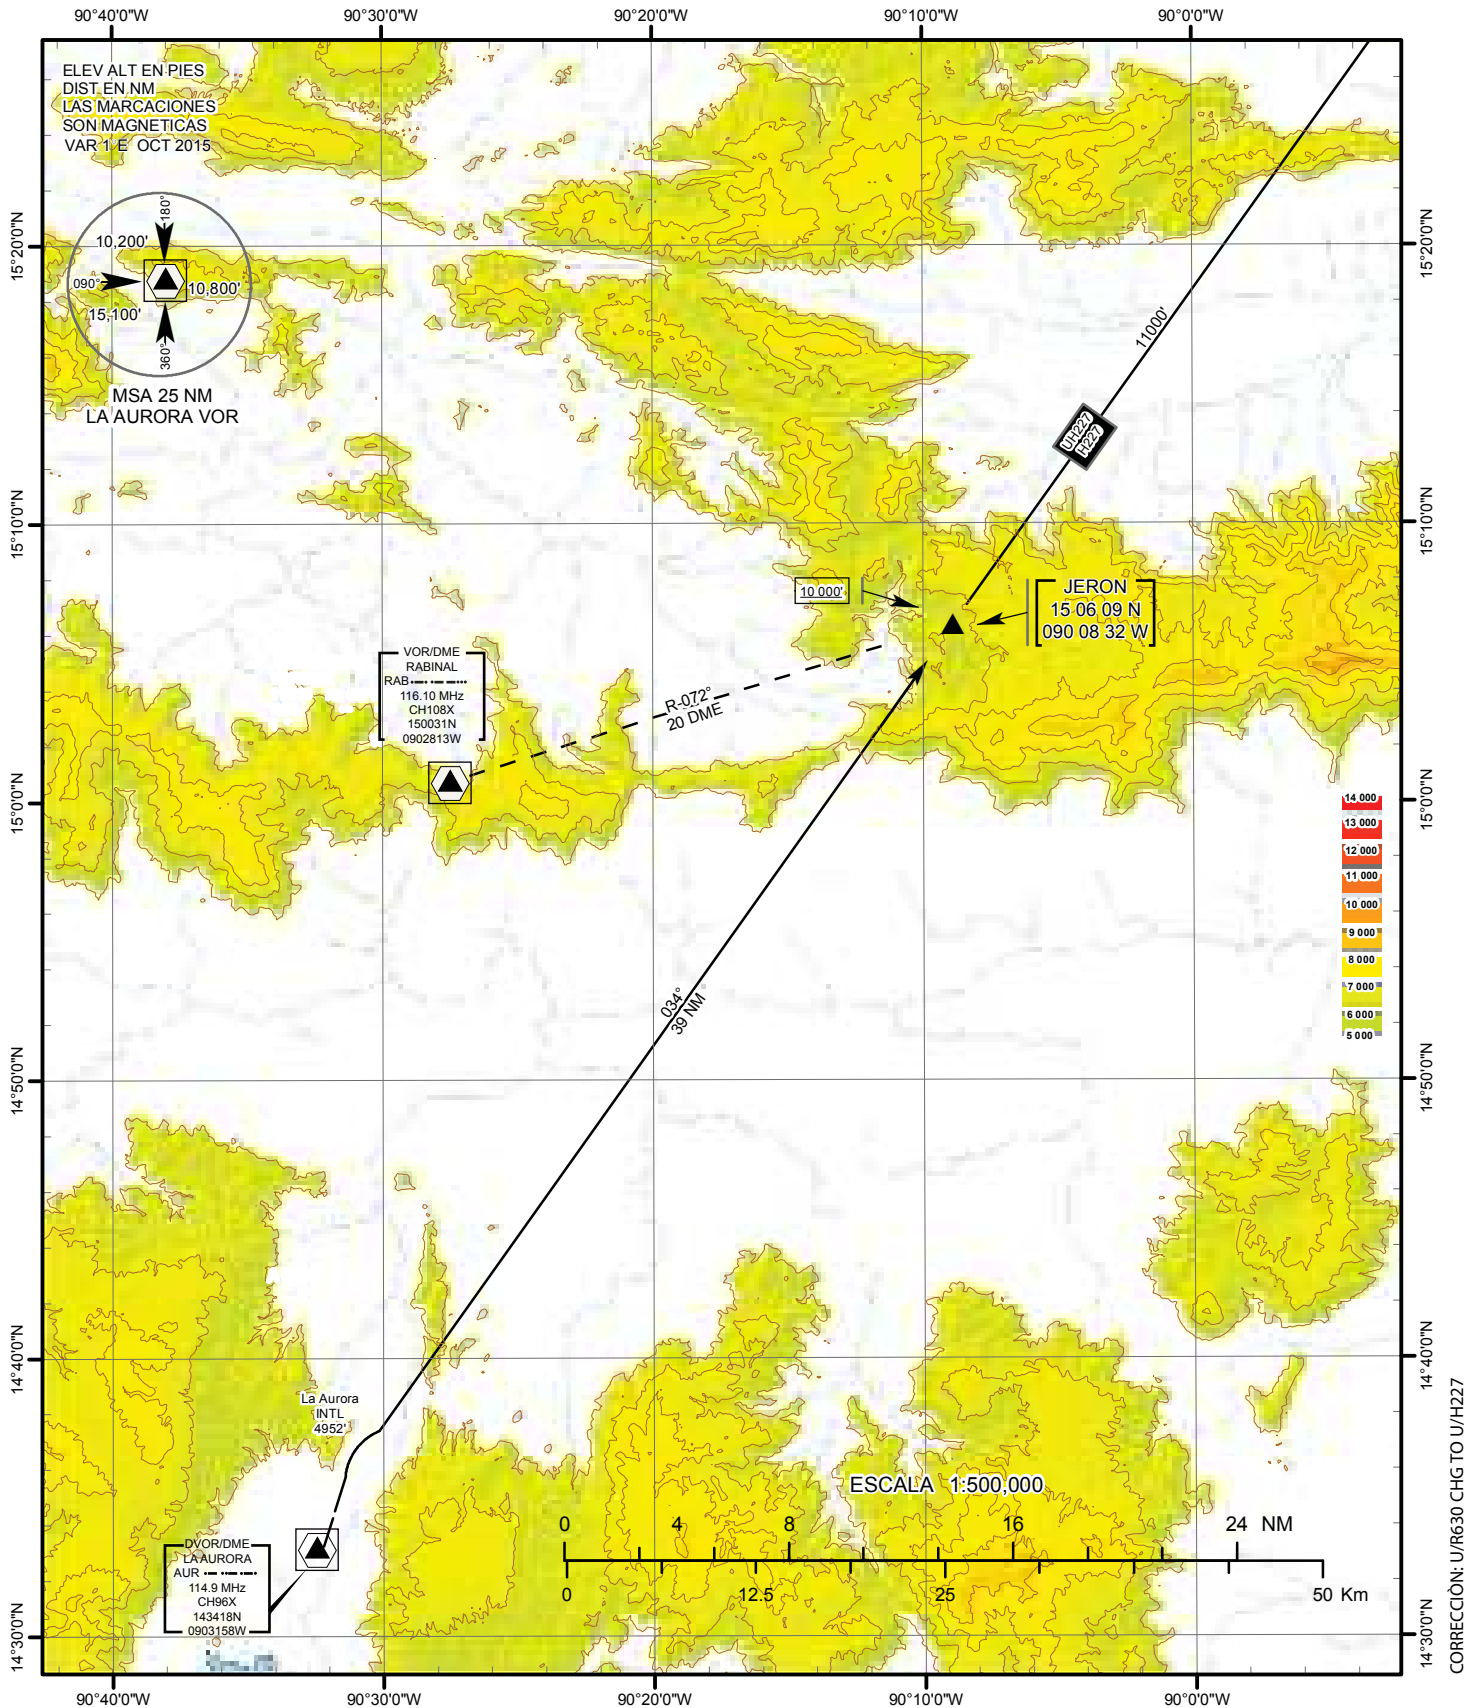 90°40'0"W
90°30'0"W
90°20'0"W
90°10'0"W
90°0'0"W
ELEV ALT EN PIES
DIST EN NM
LAS MARCACIONES
SON MAGNETICAS
VAR 1°E OCT 2015
180°
10,200'
090°
10,800'
15,100'
360°
MSA 25 NM
LA AURORA VOR
15°20'0"N
15°20'0"N
11000'
UH227
H227
15°10'0"N
15°10'0"N
10 000'
JERON
15 06 09 N
090 08 32 W
VOR/DME
RABINAL
RAB
116.10 MHz
CH108X
150031N
0902813W
R-072°
20 DME
15°0'0"N
15°0'0"N
14 000
13 000
12 000
11 000
10 000
9 000
8 000
7 000
6 000
5 000
034°
39 NM
14°50'0"N
14°50'0"N
14°40'0"N
14°40'0"N
La Aurora
INTL
4952'
ESCALA 1:500,000
0 4 8 16 24 NM
0 12.5 25 50 Km
DVOR/DME
LA AURORA
AUR
114.9 MHz
CH96X
143418N
0903158W
14°30'0"N
14°30'0"N
90°40'0"W
90°30'0"W
90°20'0"W
90°10'0"W
90°0'0"W
CORRECCIÒN: U/R630 CHG TO U/H227